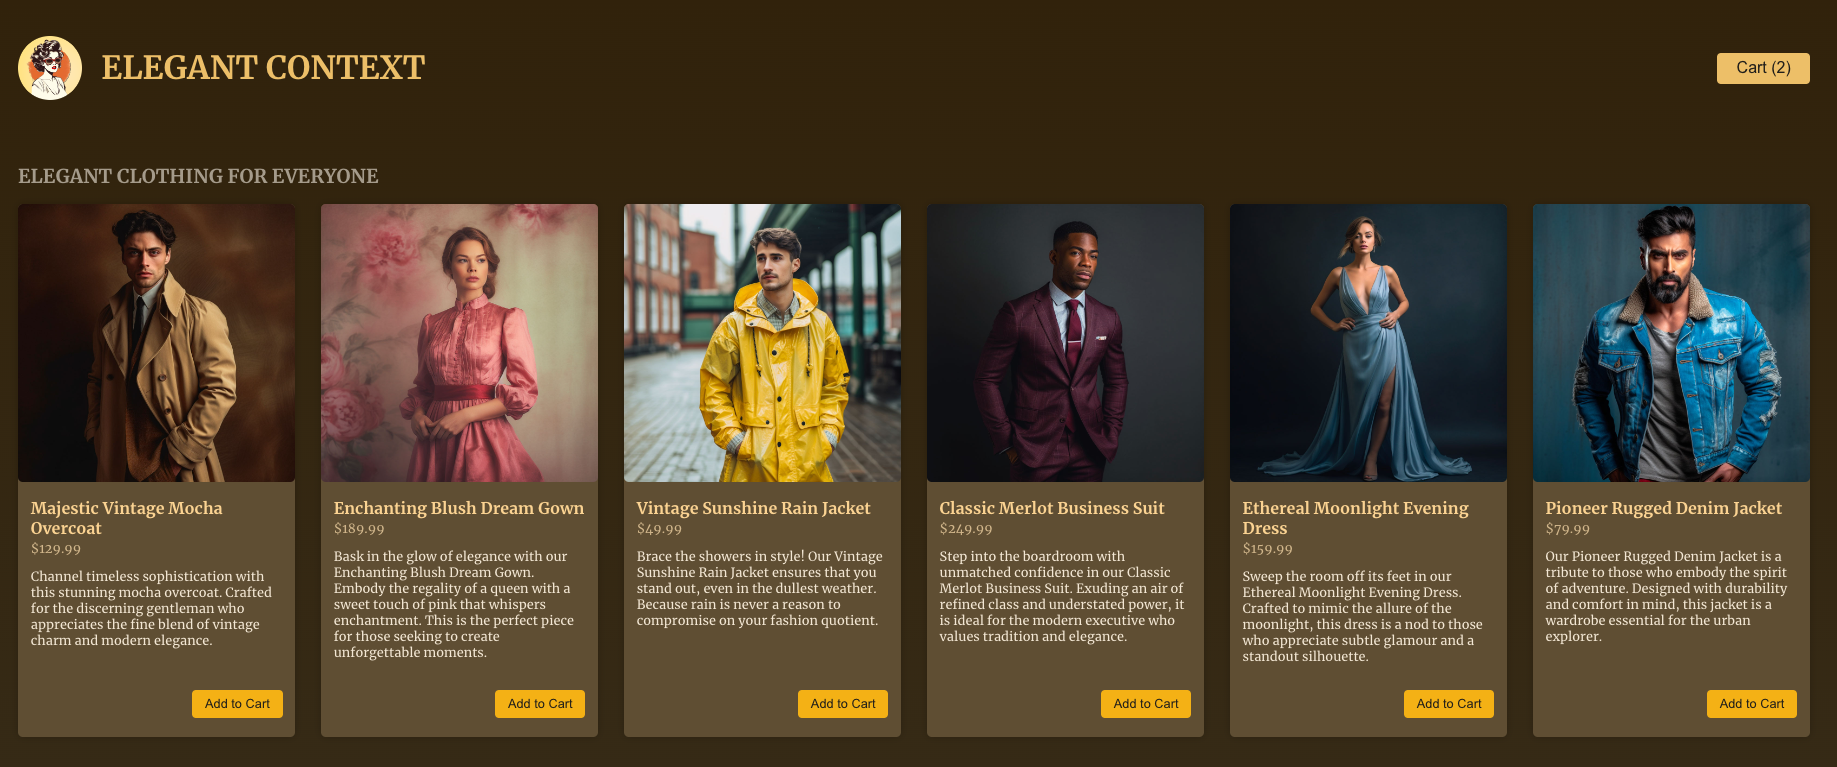 ELEGANT CONTEXT
Cart (2)
ELEGANT CLOTHING FOR EVERYONE
Majestic Vintage Mocha
Overcoat
$129.99
Channel timeless sophistication with
this stunning mocha overcoat. Crafted
for the discerning gentleman who
appreciates the fine blend of vintage
charm and modern elegance.
Add to Cart
Enchanting Blush Dream Gown
$189.99
Bask in the glow of elegance with our
Enchanting Blush Dream Gown.
Embody the regality of a queen with a
sweet touch of pink that whispers
enchantment. This is the perfect piece
for those seeking to create
unforgettable moments.
Add to Cart
Vintage Sunshine Rain Jacket
$49.99
Brace the showers in style! Our Vintage
Sunshine Rain Jacket ensures that you
stand out, even in the dullest weather.
Because rain is never a reason to
compromise on your fashion quotient.
Add to Cart
Classic Merlot Business Suit
$249.99
Step into the boardroom with
unmatched confidence in our Classic
Merlot Business Suit. Exuding an air of
refined class and understated power, it
is ideal for the modern executive who
values tradition and elegance.
Add to Cart
Ethereal Moonlight Evening
Dress
$159.99
Sweep the room off its feet in our
Ethereal Moonlight Evening Dress.
Crafted to mimic the allure of the
moonlight, this dress is a nod to those
who appreciate subtle glamour and a
standout silhouette.
Add to Cart
Pioneer Rugged Denim Jacket
$79.99
Our Pioneer Rugged Denim Jacket is a
tribute to those who embody the spirit
of adventure. Designed with durability
and comfort in mind, this jacket is a
wardrobe essential for the urban
explorer.
Add to Cart